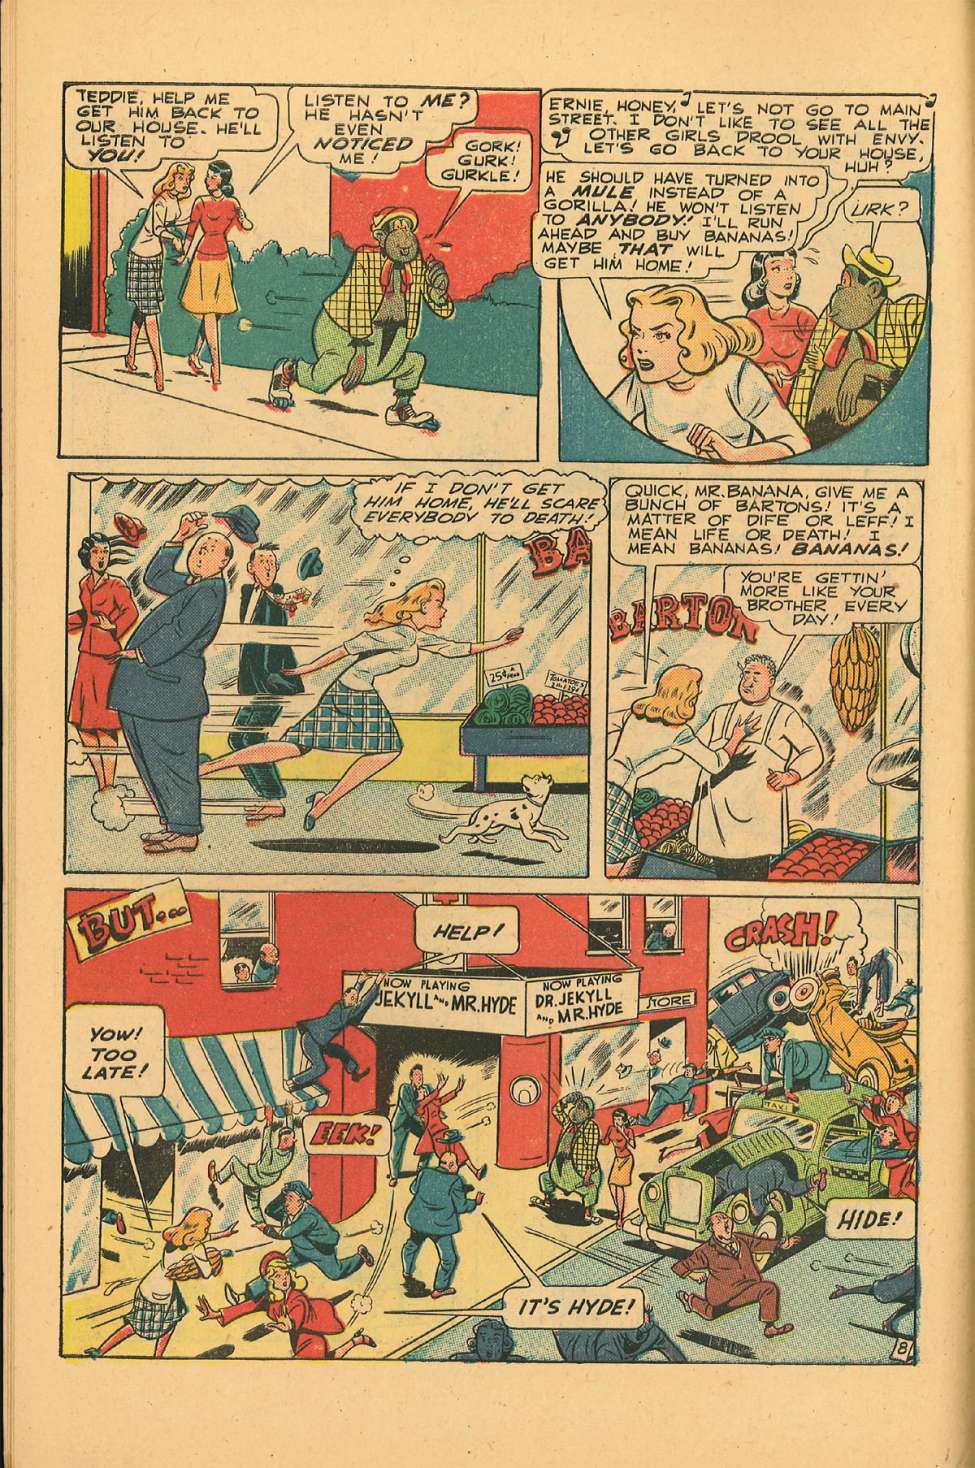 TEDDIE, HELP ME
GET HIM BACK TO
OUR HOUSE. HE'LL
LISTEN TO
YOU!
LISTEN TO ME?
HE HASN'T
EVEN
NOTICED
ME!
GORK!
GURK!
GURKLE!
ERNIE, HONEY, LET'S NOT GO TO MAIN
STREET. I DON'T LIKE TO SEE ALL THE
OTHER GIRLS DROOL WITH ENVY.
LET'S GO BACK TO YOUR HOUSE,
HUH?
HE SHOULD HAVE TURNED INTO
A MULE INSTEAD OF A
GORILLA! HE WON'T LISTEN
TO ANYBODY! I'LL RUN
AHEAD AND BUY BANANAS!
MAYBE THAT WILL
GET HIM HOME!
URK?
IF I DON'T GET
HIM HOME, HE'LL SCARE
EVERYBODY TO DEATH!
BA
25¢ A
TOMATOES
QUICK, MR. BANANA, GIVE ME A
BUNCH OF BARTONS! IT'S A
MATTER OF DIFE OR LEFF! I
MEAN LIFE OR DEATH! I
MEAN BANANAS! BANANAS!
YOU'RE GETTIN'
MORE LIKE YOUR
BROTHER, EVERY
DAY!
BARTON
BUT...
HELP!
CRASH!
NOW PLAYING
JEKYLL AND MR. HYDE
NOW PLAYING
DR. JEKYLL
AND MR. HYDE
STORE
YOW!
TOO
LATE!
EEK!
TAXI
HIDE!
IT'S HYDE!
8